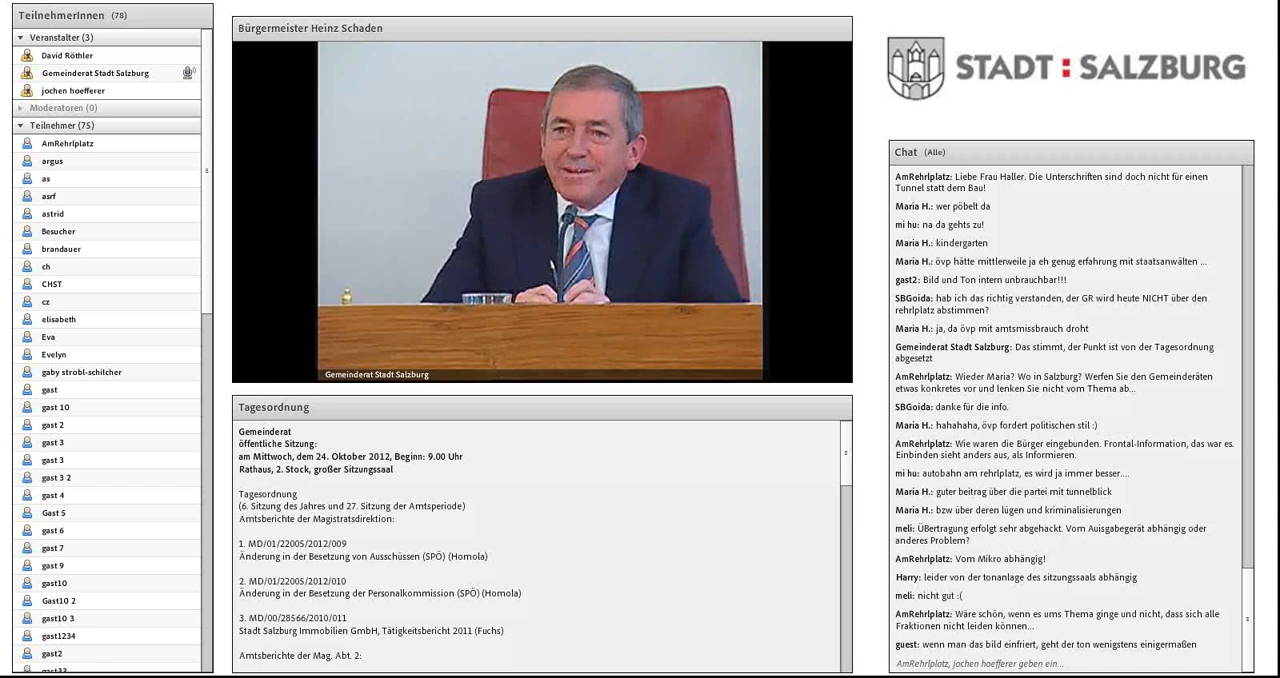 TeilnehmerInnen (78)
Veranstalter (3)
David Röthler
Gemeinderat Stadt Salzburg
jochen hoefferer
Moderatoren (0)
Teilnehmer (75)
AmRehrlplatz
argus
as
asrf
astrid
Besucher
brandauer
ch
CHST
cz
elisabeth
Eva
Evelyn
gaby strobl-schilcher
gast
gast 10
gast 2
gast 3
gast 3
gast 3 2
gast 4
Gast 5
gast 6
gast 7
gast 9
gast10
Gast10 2
gast10 3
gast1234
gast2
gast33
Bürgermeister Heinz Schaden
Gemeinderat Stadt Salzburg
Tagesordnung
Gemeinderat
öffentliche Sitzung:
am Mittwoch, dem 24. Oktober 2012, Beginn: 9.00 Uhr
Rathaus, 2. Stock, großer Sitzungssaal
Tagesordnung
(6. Sitzung des Jahres und 27. Sitzung der Amtsperiode)
Amtsberichte der Magistratsdirektion:
1. MD/01/22005/2012/009
Änderung in der Besetzung von Ausschüssen (SPÖ) (Homola)
2. MD/01/22005/2012/010
Änderung in der Besetzung der Personalkommission (SPÖ) (Homola)
3. MD/00/28566/2010/011
Stadt Salzburg Immobilien GmbH, Tätigkeitsbericht 2011 (Fuchs)
Amtsberichte der Mag. Abt. 2:
STADT : SALZBURG
Chat (Alle)
AmRehrlplatz: Liebe Frau Haller. Die Unterschriften sind doch nicht für einen
Tunnel statt dem Bau!
Maria H.: wer pöbelt da
mi hu: na da gehts zu!
Maria H.: kindergarten
Maria H.: övp hätte mittlerweile ja eh genug erfahrung mit staatsanwälten ...
gast2: Bild und Ton intern unbrauchbar!!!
SBGoida: hab ich das richtig verstanden, der GR wird heute NICHT über den
rehrlplatz abstimmen?
Maria H.: ja, da övp mit amtsmissbrauch droht
Gemeinderat Stadt Salzburg: Das stimmt, der Punkt ist von der Tagesordnung
abgesetzt
AmRehrlplatz: Wieder Maria? Wo in Salzburg? Werfen Sie den Gemeinderäten
etwas konkretes vor und lenken Sie nicht vom Thema ab...
SBGoida: danke für die info.
Maria H.: hahahaha, övp fordert politischen stil :)
AmRehrlplatz: Wie waren die Bürger eingebunden. Frontal-Information, das war es.
Einbinden sieht anders aus, als Informieren.
mi hu: autobahn am rehrlplatz, es wird ja immer besser....
Maria H.: guter beitrag über die partei mit tunnelblick
Maria H.: bzw über deren lügen und kriminalisierungen
meli: ÜBertragung erfolgt sehr abgehackt. Vom Auisgabegerät abhängig oder
anderes Problem?
AmRehrlplatz: Vom Mikro abhängig!
Harry: leider von der tonanlage des sitzungssaals abhängig
meli: nicht gut :(
AmRehrlplatz: Wäre schön, wenn es ums Thema ginge und nicht, dass sich alle
Fraktionen nicht leiden können...
guest: wenn man das bild einfriert, geht der ton wenigstens einigermaßen
AmRehrlplatz, jochen hoefferer geben ein...